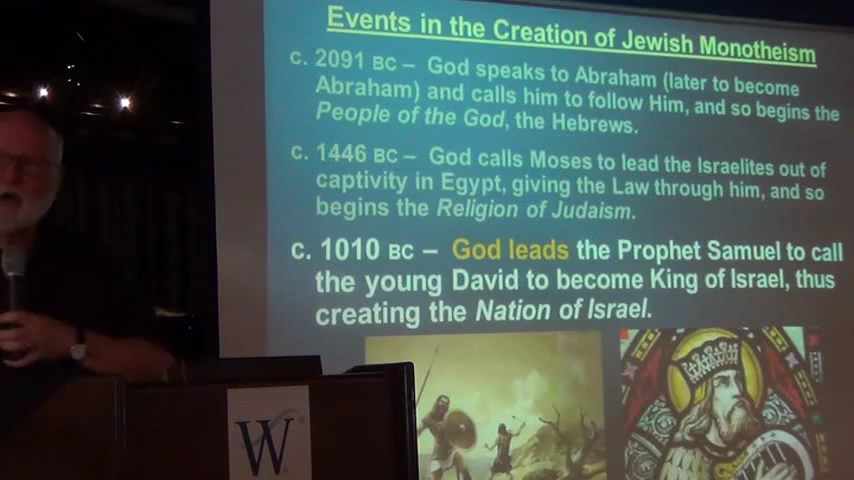 Events in the Creation of Jewish Monotheism
c. 2091 BC – God speaks to Abraham (later to become
Abraham) and calls him to follow Him, and so begins the
People of the God, the Hebrews.
c. 1446 BC – God calls Moses to lead the Israelites out of
captivity in Egypt, giving the Law through him, and so
begins the Religion of Judaism.
c. 1010 BC – God leads the Prophet Samuel to call
the young David to become King of Israel, thus
creating the Nation of Israel.
W